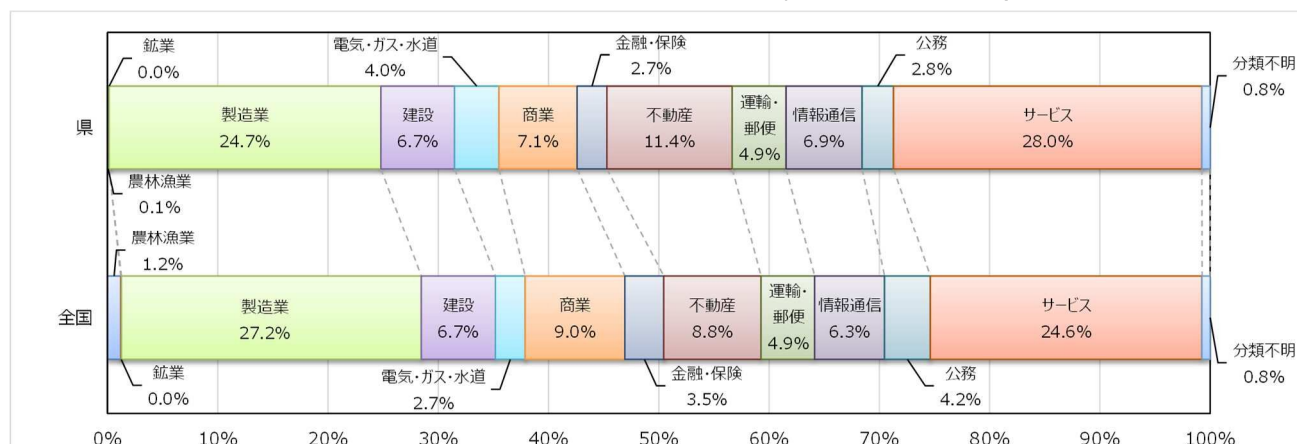 鉱業
0.0%
電気・ガス・水道
4.0%
金融・保険
2.7%
公務
2.8%
分類不明
0.8%
県
製造業
24.7%
建設
6.7%
商業
7.1%
不動産
11.4%
運輸・
郵便
4.9%
情報通信
6.9%
サービス
28.0%
農林漁業
0.1%
農林漁業
1.2%
全国
製造業
27.2%
建設
6.7%
商業
9.0%
不動産
8.8%
運輸・
郵便
4.9%
情報通信
6.3%
サービス
24.6%
鉱業
0.0%
電気・ガス・水道
2.7%
金融・保険
3.5%
公務
4.2%
分類不明
0.8%
0% 10% 20% 30% 40% 50% 60% 70% 80% 90% 100%